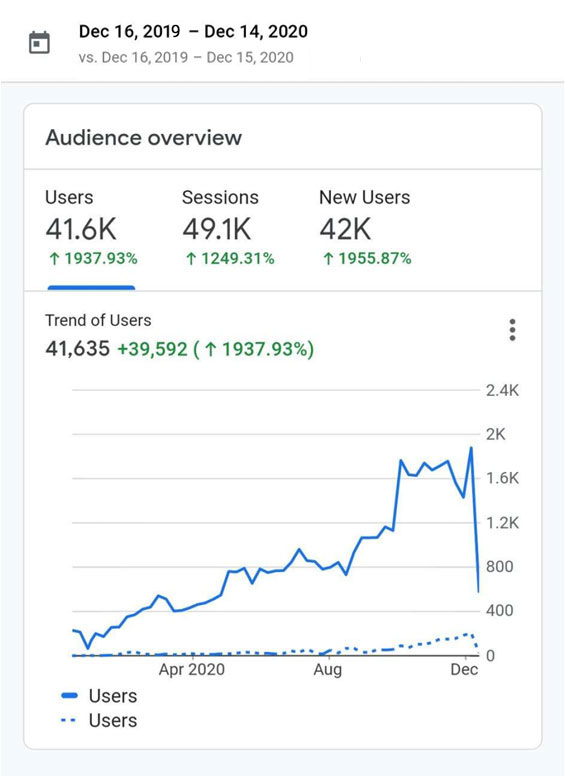 Dec 16, 2019 – Dec 14, 2020
vs. Dec 16, 2019 – Dec 15, 2020
Audience overview
Users Sessions New Users
41.6K 49.1K 42K
↑ 1937.93% ↑ 1249.31% ↑ 1955.87%
Trend of Users
41,635 +39,592 ( ↑ 1937.93%)
2.4K
2K
1.6K
1.2K
800
400
0
Apr 2020 Aug Dec
Users
Users